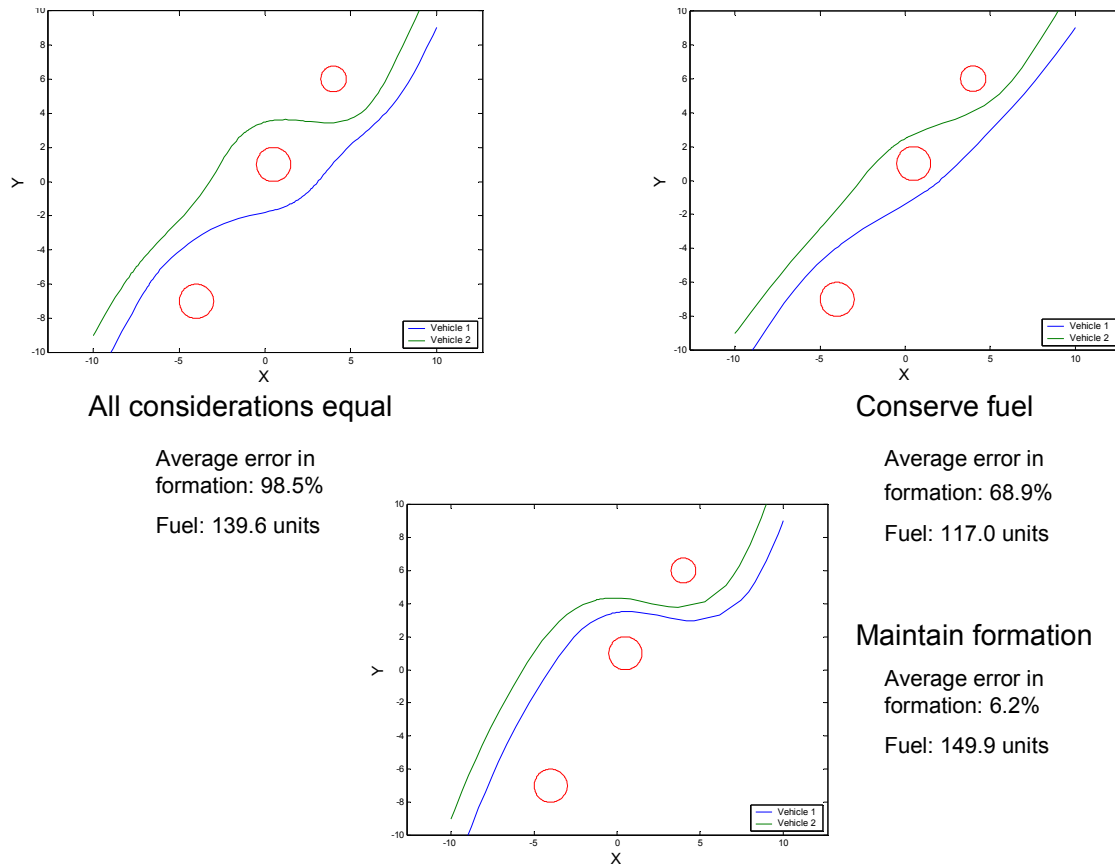 10
8
6
4
2
0
-2
-4
-6
-8
-10
Y
-10 -5 0 5 10
X
Vehicle 1
Vehicle 2
All considerations equal
Average error in
formation: 98.5%
Fuel: 139.6 units
10
8
6
4
2
0
-2
-4
-6
-8
-10
Y
-10 -5 0 5 10
X
Vehicle 1
Vehicle 2
Conserve fuel
Average error in
formation: 68.9%
Fuel: 117.0 units
10
8
6
4
2
0
-2
-4
-6
-8
-10
Y
-10 -5 0 5 10
X
Vehicle 1
Vehicle 2
Maintain formation
Average error in
formation: 6.2%
Fuel: 149.9 units